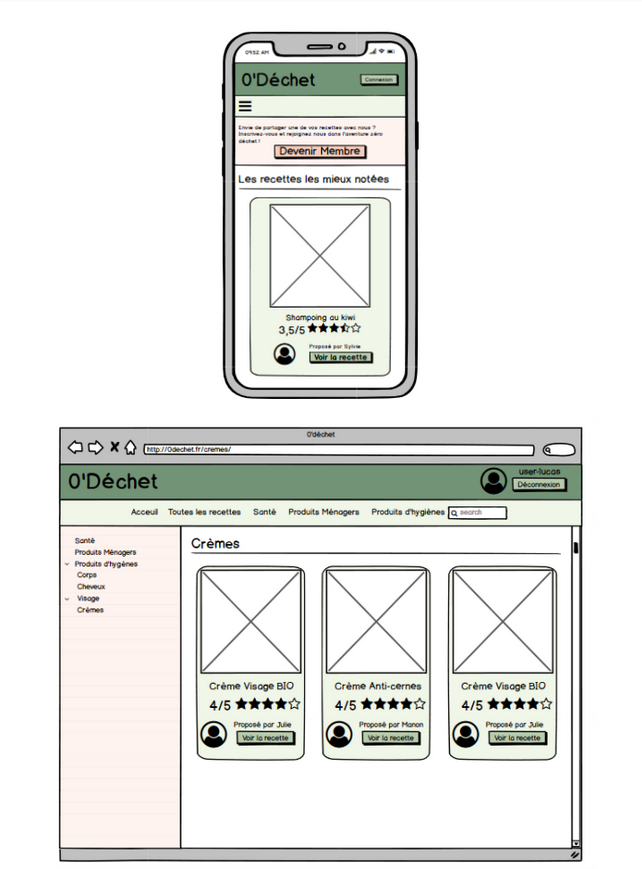 09:52 AM
0'Déchet
Connexion
Envie de partager une de vos recettes avec nous ?
Inscrivez-vous et rejoignez nous dans l'aventure zéro
déchet !
Devenir Membre
Les recettes les mieux notées
Shampoing au kiwi
3,5/5
Proposé par Sylvie
Voir la recette
0'déchet
http://0dechet.fr/cremes/
0'Déchet
user-lucas
Déconnexion
Acceuil Toutes les recettes Santé Produits Ménagers Produits d'hygiènes search
Santé
Produits Ménagers
Produits d'hygènes
Corps
Cheveux
Visage
Crèmes
Crèmes
Crème Visage BIO
4/5
Proposé par Julie
Voir la recette
Crème Anti-cernes
4/5
Proposé par Manon
Voir la recette
Crème Visage BIO
4/5
Proposé par Julie
Voir la recette